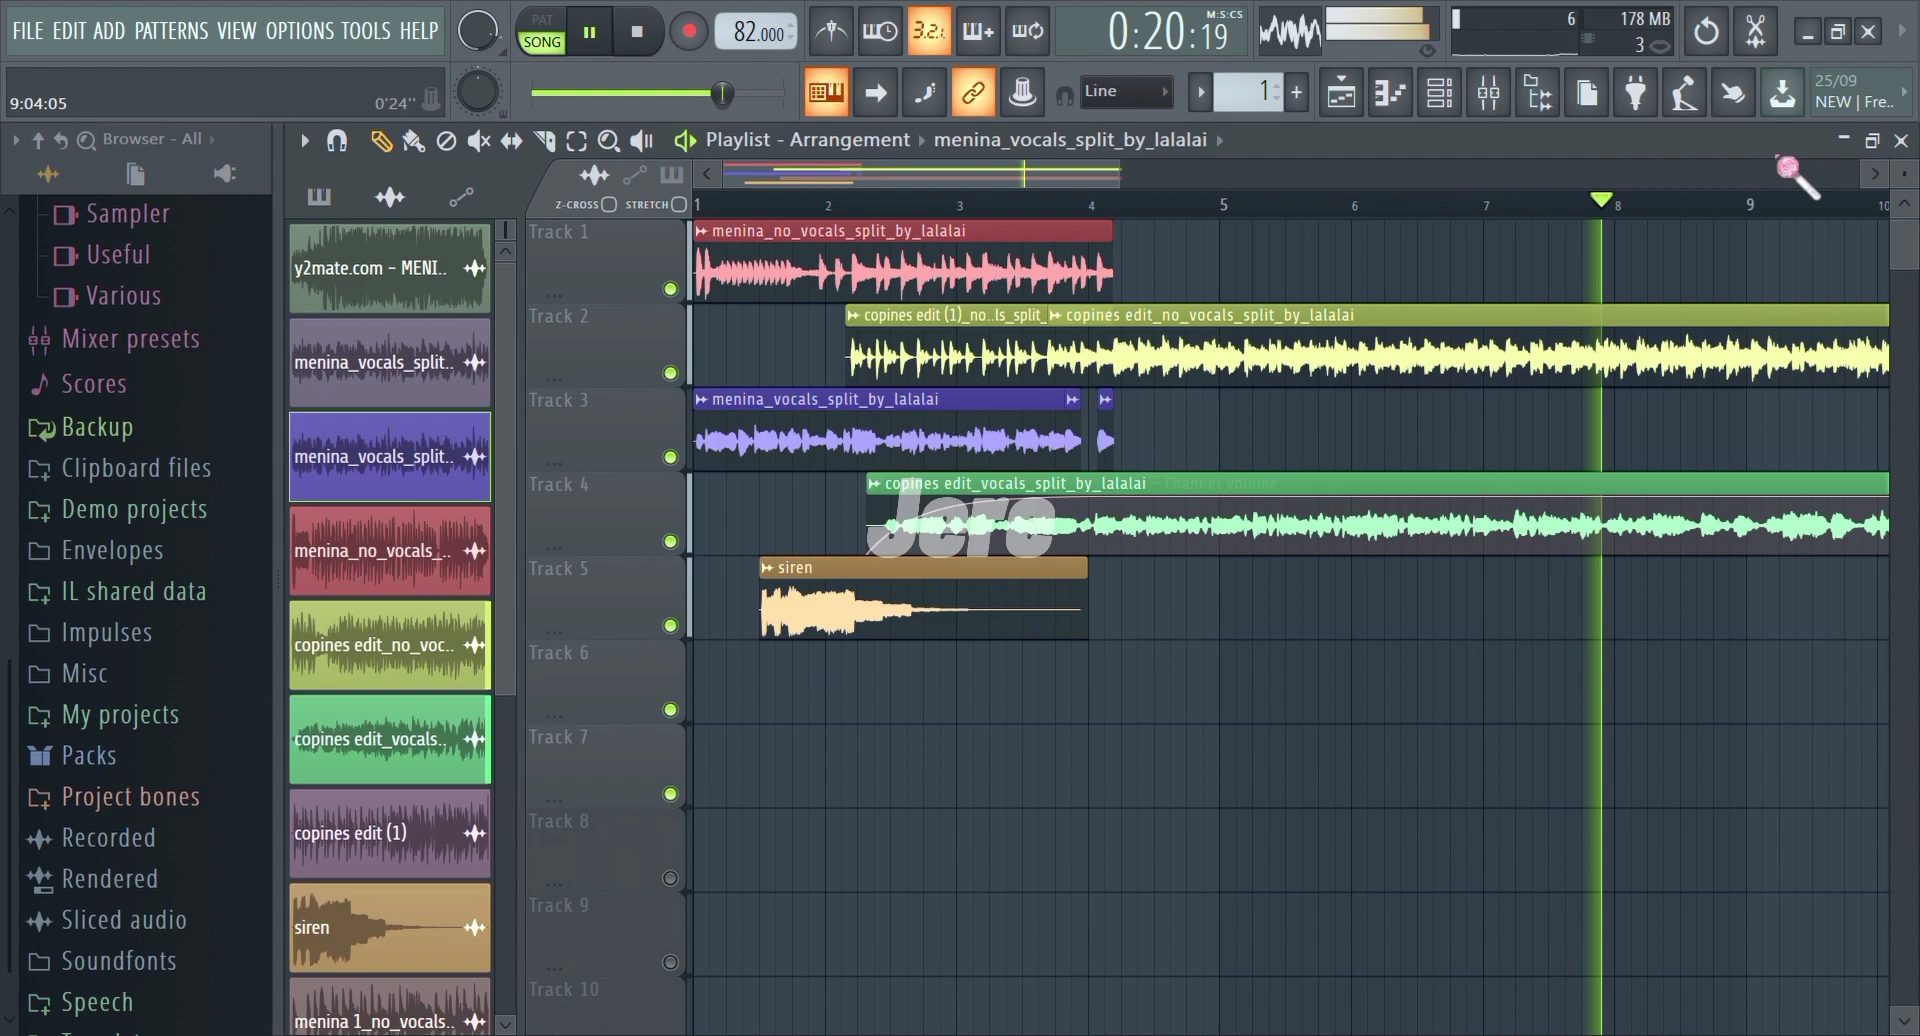 FILE EDIT ADD PATTERNS VIEW OPTIONS TOOLS HELP
PAT
SONG
82.000
3.2.
0:20:19
M:S:CS
6
178 MB
3
9:04:05
0'24''
Line
1
25/09
NEW | Fre..
Browser - All
Playlist - Arrangement
menina_vocals_split_by_lalalai
Z-CROSS
STRETCH
1
2
3
4
5
6
7
8
9
10
Sampler
Useful
Various
Mixer presets
Scores
Backup
Clipboard files
Demo projects
Envelopes
IL shared data
Impulses
Misc
My projects
Packs
Project bones
Recorded
Rendered
Sliced audio
Soundfonts
Speech
y2mate.com - MENI..
menina_vocals_split..
menina_vocals_split..
menina_no_vocals_..
copines edit_no_voc..
copines edit_vocals..
copines edit (1)
siren
menina 1_no_vocals..
Track 1
menina_no_vocals_split_by_lalalai
Track 2
copines edit (1)_no..ls_split_
copines edit_no_vocals_split_by_lalalai
Track 3
menina_vocals_split_by_lalalai
Track 4
copines edit_vocals_split_by_lalalai - Channel volume
Jere
Track 5
siren
Track 6
Track 7
Track 8
Track 9
Track 10